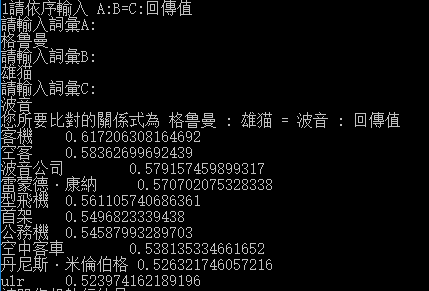 1請依序輸入 A:B=C:回傳值
請輸入詞彙A:
格鲁曼
請輸入詞彙B:
雄猫
請輸入詞彙C:
波音
您所要比對的關係式為 格鲁曼 : 雄猫 = 波音 : 回傳值
客機 0.617206308164692
空客 0.58362699692439
波音公司 0.579157459899317
雷蒙德·康納 0.570702075328338
型飛機 0.561105740686361
首架 0.5496823339438
公務機 0.54587993289703
空中客車 0.538135334661652
丹尼斯·米倫伯格 0.526321746057216
ulr 0.523974162189196